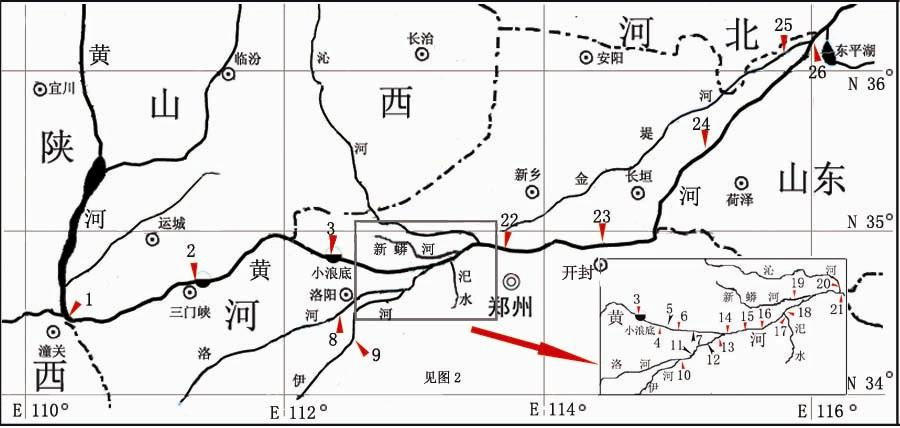 河 北
25
黄
临汾
长治
沁
安阳
东平湖
26
N 36°
宜川
山
西
河
陕
堤
24
河
新乡
金
长垣
荷泽
山东
河
河
运城
22
23
N 35°
2
3
新 蟒 河
黄
小浪底
汜
水
开封
1
三门峡
洛阳
郑州
河
河
河
8
9
洛
潼关
西
伊
见图 2
沁 河
20
3
5
6
新 蟒 河
19
21
黄
小浪底
4
7
14
15
16
17
18
汜
水
河
11
12
13
洛 河
河
10
伊
N 34°
E 110°
E 112°
E 114°
E 116°